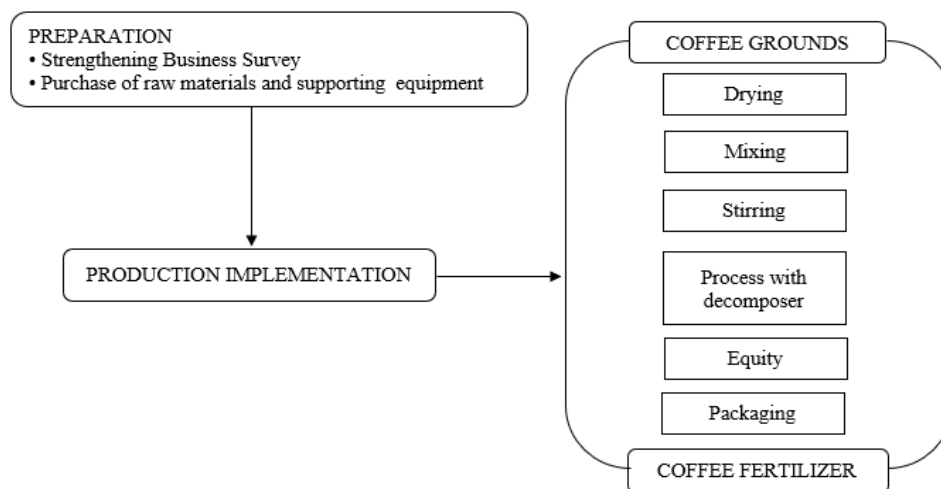 PREPARATION
• Strengthening Business Survey
• Purchase of raw materials and supporting equipment
PRODUCTION IMPLEMENTATION
COFFEE GROUNDS
Drying
Mixing
Stirring
Process with
decomposer
Equity
Packaging
COFFEE FERTILIZER